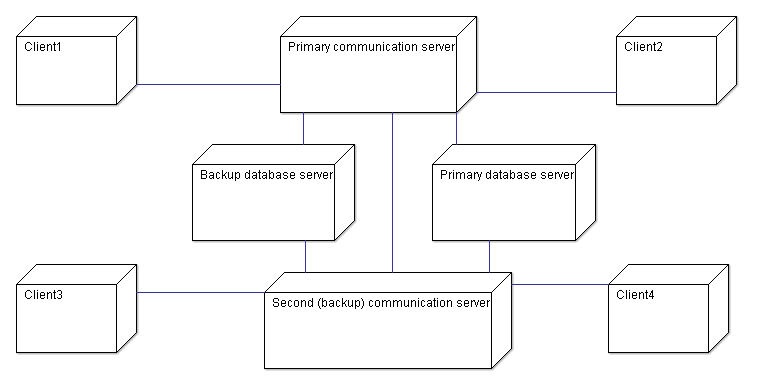 Client1
Primary communication server
Client2
Backup database server
Primary database server
Client3
Second (backup) communication server
Client4